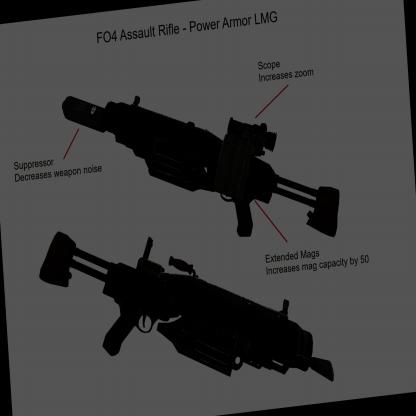 FO4 Assault Rifle - Power Armor LMG
Scope
Increases zoom
Suppressor
Decreases weapon noise
Extended Mags
Increases mag capacity by 50